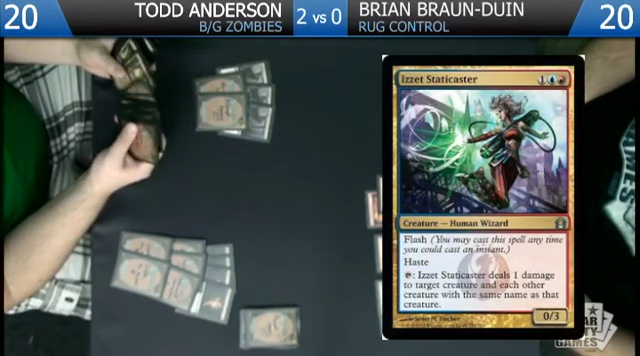 20
TODD ANDERSON
B/G ZOMBIES
2 vs 0
BRIAN BRAUN-DUIN
RUG CONTROL
20
Izzet Staticaster
1
Creature — Human Wizard
Flash (You may cast this spell any time
you could cast an instant.)
Haste
: Izzet Staticaster deals 1 damage
to target creature and each other
creature with the same name as that
creature.
0/3
GAMES